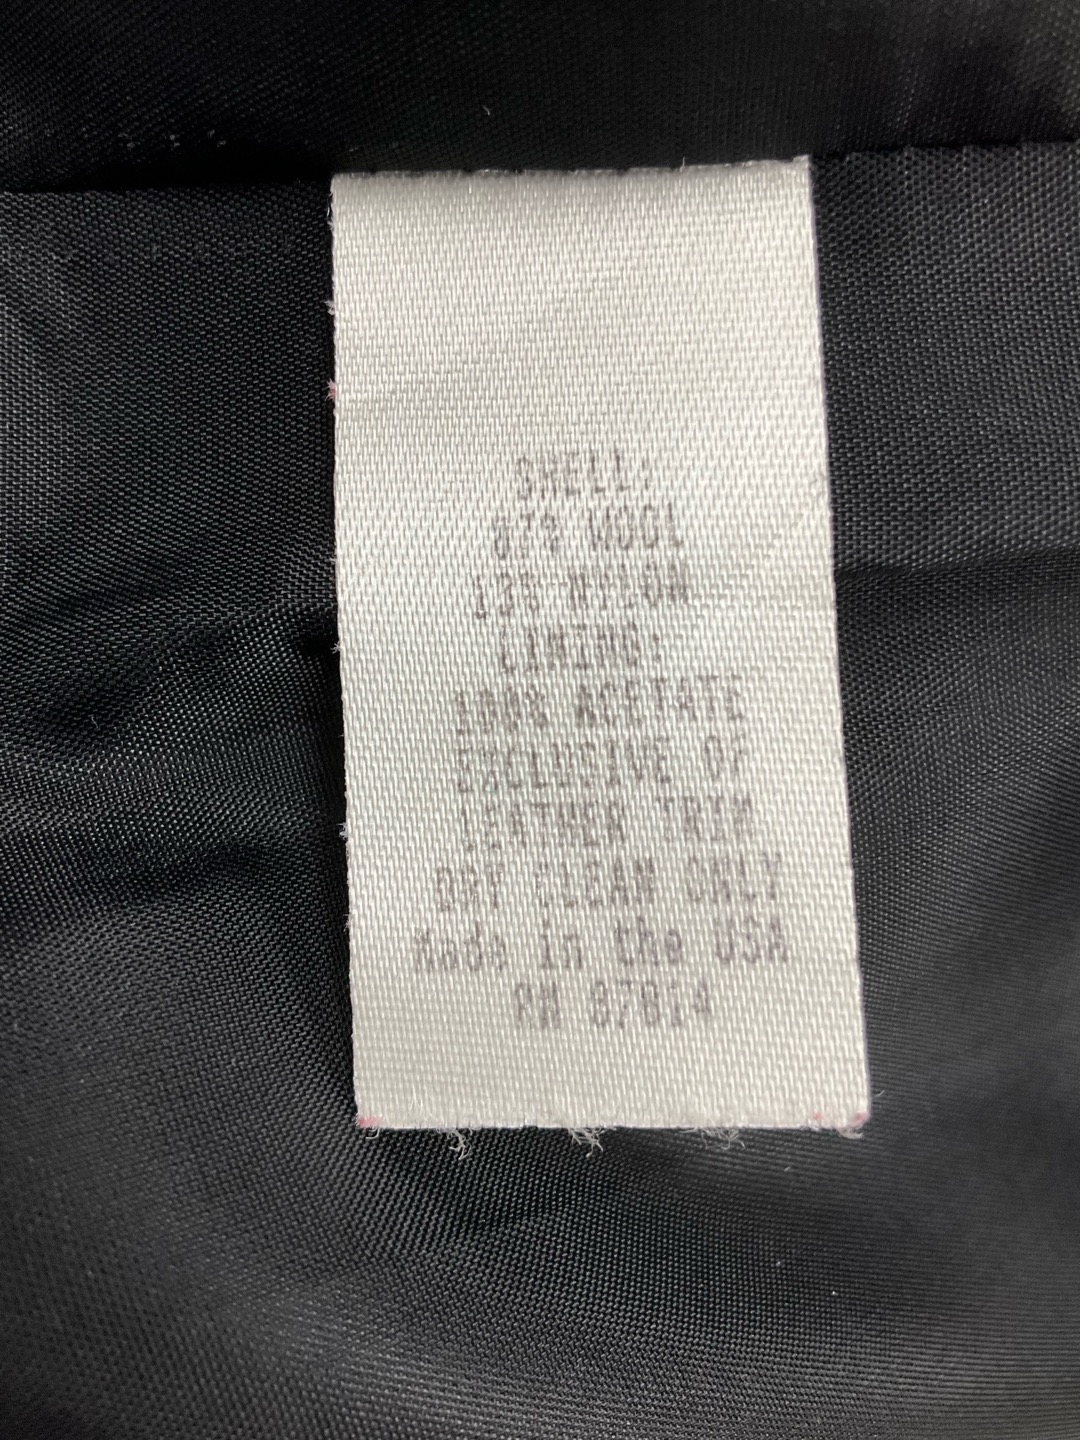 SHELL:
87% WOOL
13% NYLON
LINING:
100% ACETATE
EXCLUSIVE OF
LEATHER TRIM
DRY CLEAN ONLY
Made in the USA
RN 87814